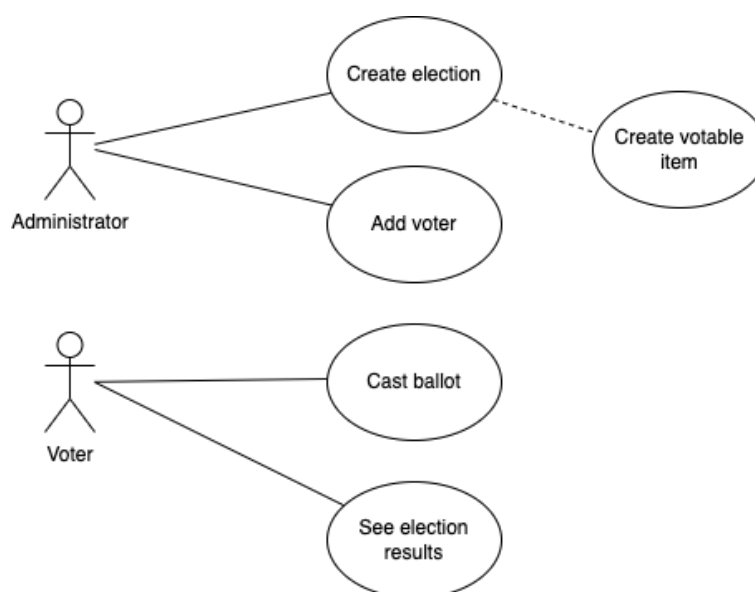 Create election
Create votable
item
Administrator
Add voter
Cast ballot
Voter
See election
results